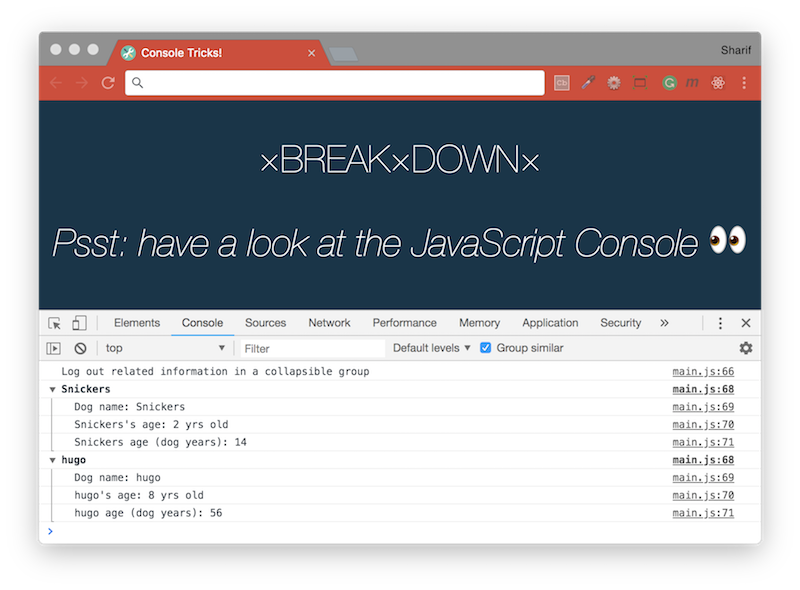 Console Tricks!
Sharif
×BREAK×DOWN×
Psst: have a look at the JavaScript Console 👀
Elements Console Sources Network Performance Memory Application Security »
top Filter Default levels Group similar
Log out related information in a collapsible group main.js:66
Snickers main.js:68
Dog name: Snickers main.js:69
Snickers's age: 2 yrs old main.js:70
Snickers age (dog years): 14 main.js:71
hugo main.js:68
Dog name: hugo main.js:69
hugo's age: 8 yrs old main.js:70
hugo age (dog years): 56 main.js:71